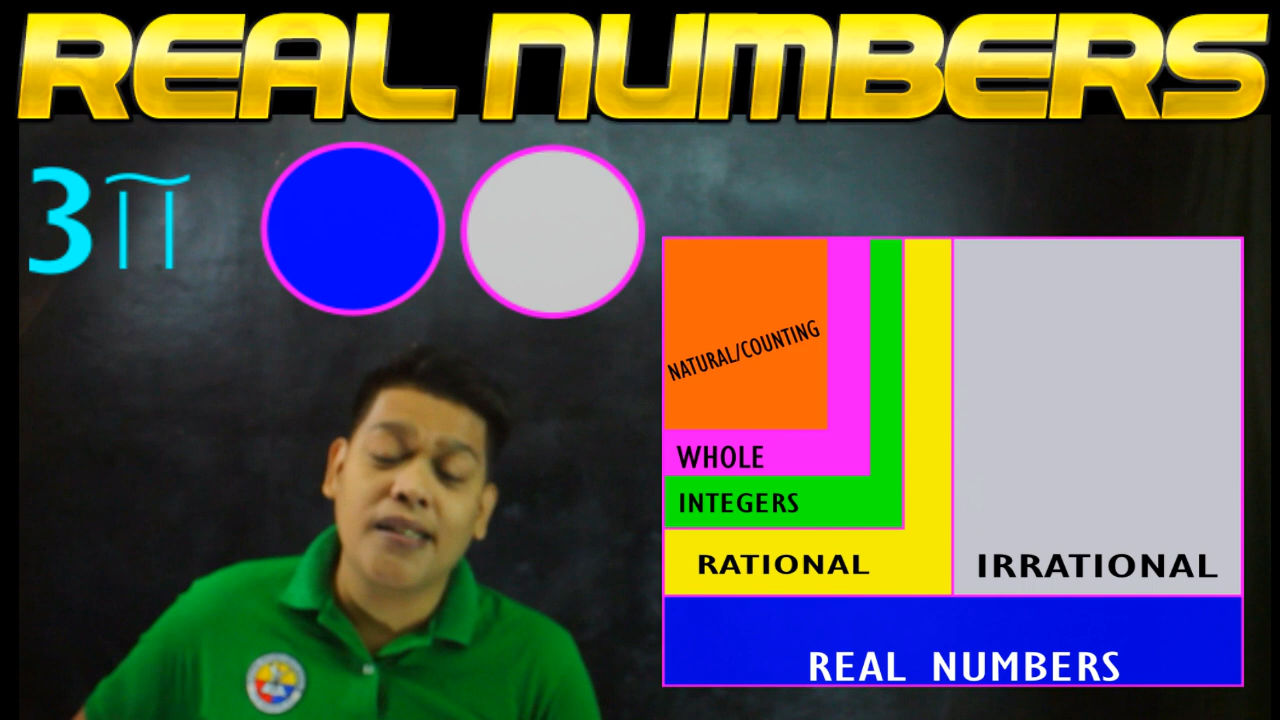 REAL NUMBERS
3π
NATURAL/COUNTING
WHOLE
INTEGERS
RATIONAL
IRRATIONAL
REAL NUMBERS